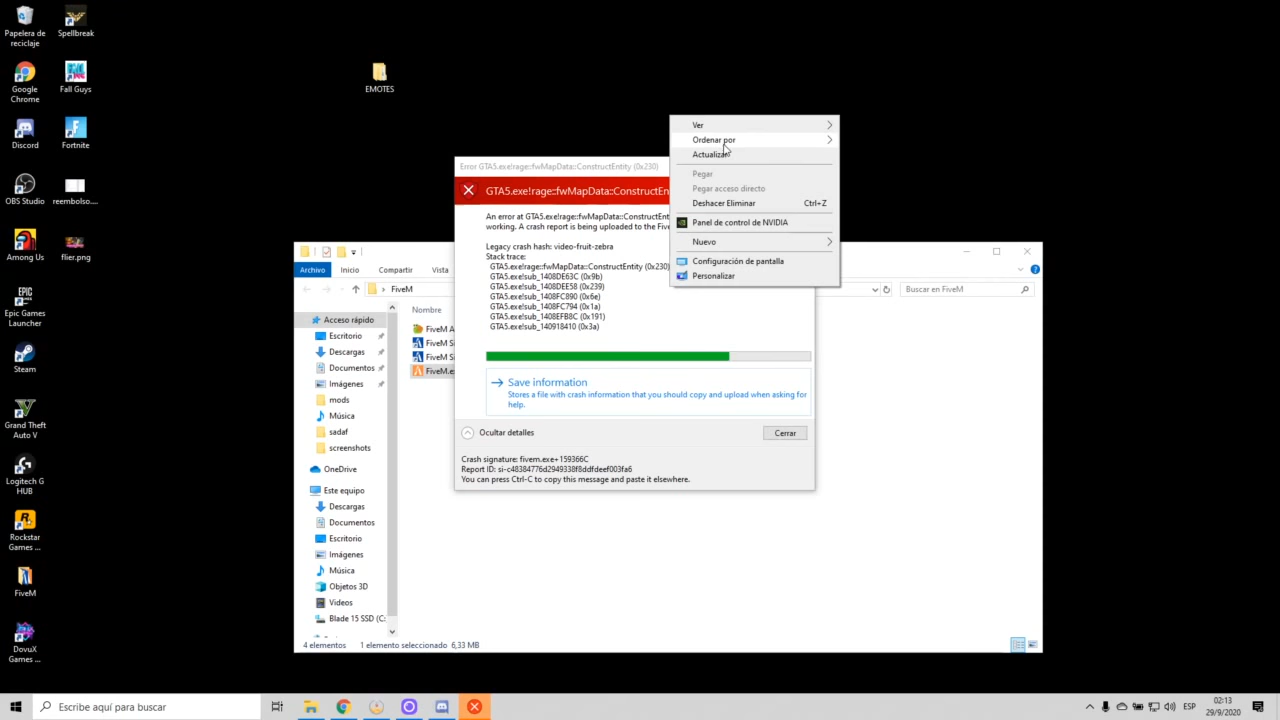 Papelera de
reciclaje
Spellbreak
Google
Chrome
Fall Guys
Discord
Fortnite
OBS Studio
reembolso....
Among Us
flier.png
Epic Games
Launcher
Steam
Grand Theft
Auto V
Logitech G
HUB
Rockstar
Games ...
FiveM
DovuX
Games ...
EMOTES
Ver
Ordenar por
Actualizar
Pegar
Pegar acceso directo
Deshacer Eliminar Ctrl+Z
Panel de control de NVIDIA
Nuevo
Configuración de pantalla
Personalizar
Error GTA5.exe!rage::fwMapData::ConstructEntity (0x230)
GTA5.exe!rage::fwMapData::ConstructEn
An error at GTA5.exe!rage::fwMapData::ConstructEnt
working. A crash report is being uploaded to the Five
Legacy crash hash: video-fruit-zebra
Stack trace:
GTA5.exe!rage::fwMapData::ConstructEntity (0x230)
GTA5.exe!sub_1408DE63C (0x9b)
GTA5.exe!sub_1408DEE58 (0x239)
GTA5.exe!sub_1408FC890 (0x6e)
GTA5.exe!sub_1408FC794 (0x1a)
GTA5.exe!sub_1408EFB8C (0x191)
GTA5.exe!sub_140918410 (0x3a)
Save information
Stores a file with crash information that you should copy and upload when asking for
help.
Ocultar detalles
Cerrar
Crash signature: fivem.exe+159366C
Report ID: si-c48384776d2949338f8ddfdeef003fa6
You can press Ctrl-C to copy this message and paste it elsewhere.
Archivo Inicio Compartir Vista
FiveM
Buscar en FiveM
Nombre
FiveM A
FiveM Si
FiveM Si
FiveM.ex
Acceso rápido
Escritorio
Descargas
Documentos
Imágenes
mods
Música
sadaf
screenshots
OneDrive
Este equipo
Descargas
Documentos
Escritorio
Imágenes
Música
Objetos 3D
Videos
Blade 15 SSD (C:
4 elementos 1 elemento seleccionado 6,33 MB
Escribe aquí para buscar
ESP
02:13
29/9/2020